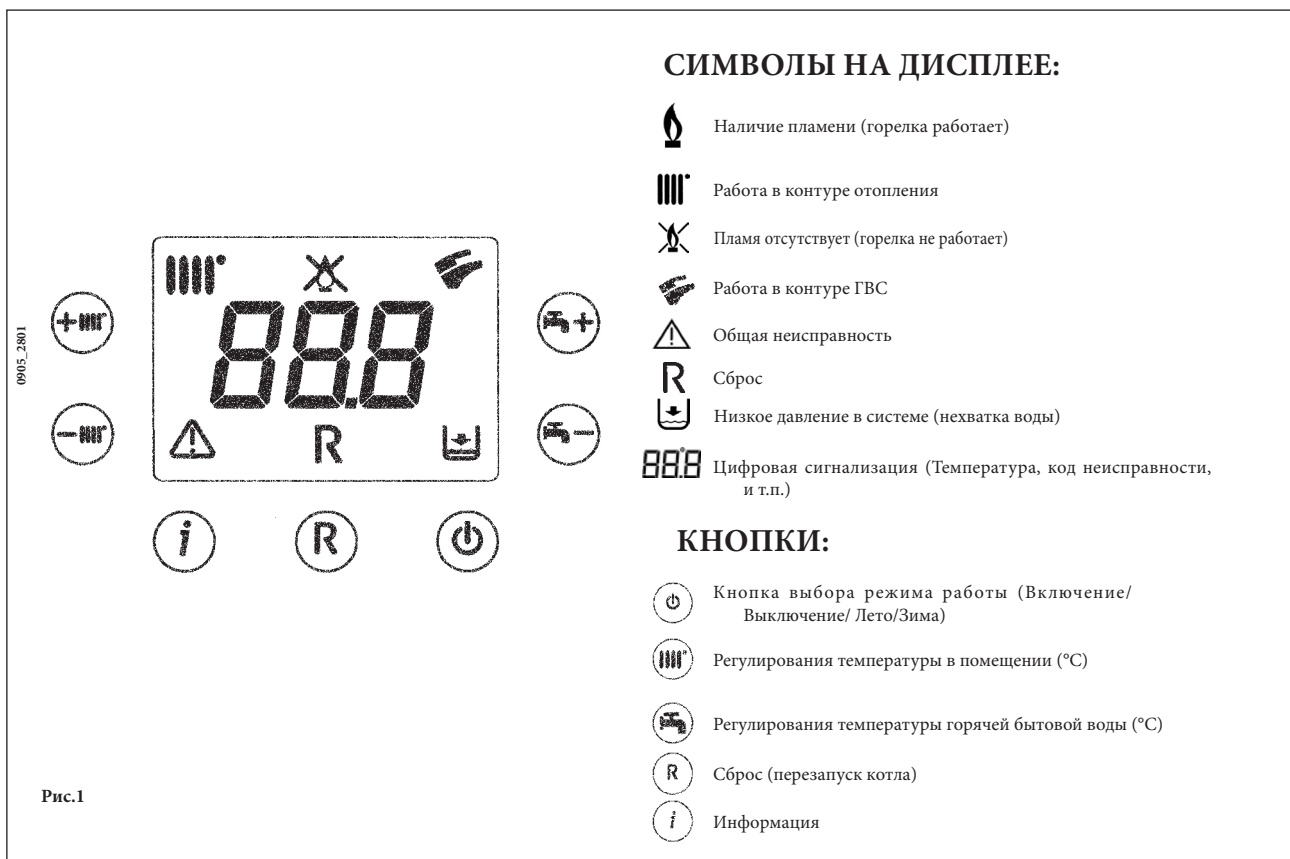 СИМВОЛЫ НА ДИСПЛЕЕ:
Наличие пламени (горелка работает)
Работа в контуре отопления
Пламя отсутствует (горелка не работает)
Работа в контуре ГВС
Общая неисправность
R Сброс
Низкое давление в системе (нехватка воды)
88.8 Цифровая сигнализация (Температура, код неисправности,
и т.п.)
КНОПКИ:
Кнопка выбора режима работы (Включение/
Выключение/ Лето/Зима)
Регулирования температуры в помещении (°C)
Регулирования температуры горячей бытовой воды (°C)
R Сброс (перезапуск котла)
i Информация
0905_2801
+
+
88.8
−
−
R
i R
Рис.1